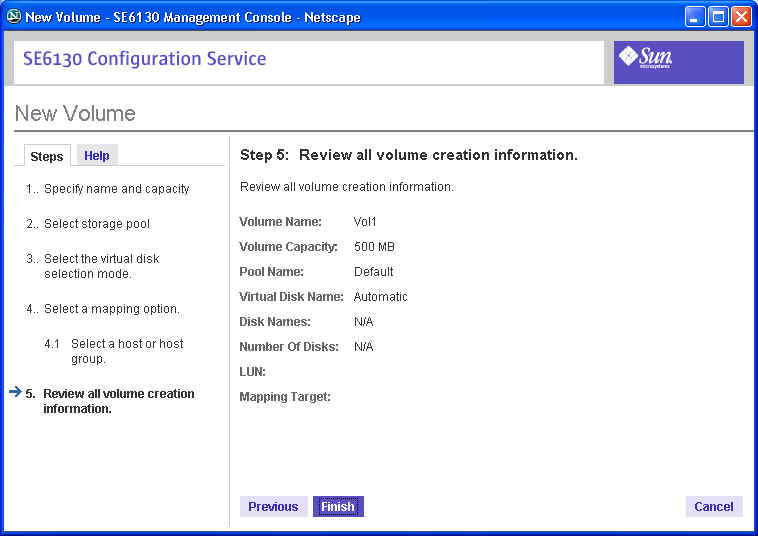 New Volume - SE6130 Management Console - Netscape
SE6130 Configuration Service
Sun
microsystems
New Volume
Steps
Help
1.. Specify name and capacity
2.. Select storage pool
3.. Select the virtual disk
selection mode.
4.. Select a mapping option.
4.1 Select a host or host
group.
5. Review all volume creation
information.
Step 5: Review all volume creation information.
Review all volume creation information.
Volume Name: Vol1
Volume Capacity: 500 MB
Pool Name: Default
Virtual Disk Name: Automatic
Disk Names: N/A
Number Of Disks: N/A
LUN:
Mapping Target:
Previous
Finish
Cancel